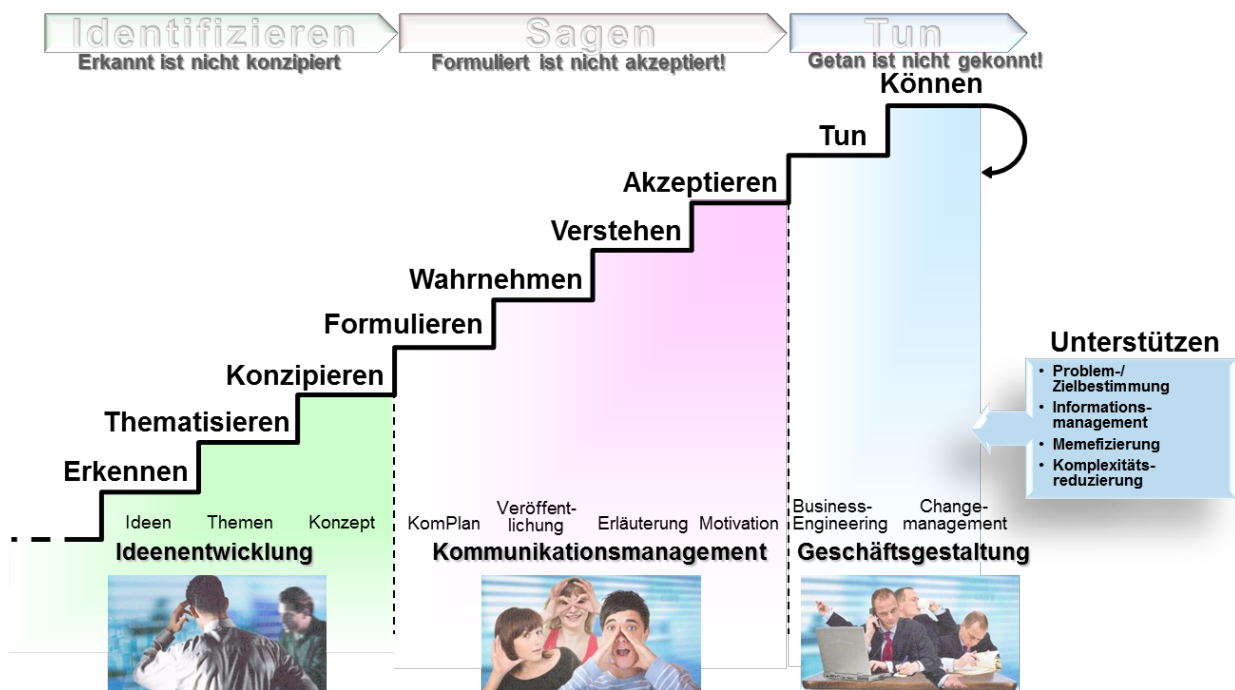 Identifizieren
Erkannt ist nicht konzipiert
Sagen
Formuliert ist nicht akzeptiert!
Tun
Getan ist nicht gekonnt!
Können
Tun
Akzeptieren
Verstehen
Wahrnehmen
Formulieren
Konzipieren
Thematisieren
Erkennen
Unterstützen
• Problem-/
Zielbestimmung
• Informations-
management
• Memefizierung
• Komplexitäts-
reduzierung
Ideen
Themen
Konzept
KomPlan
Veröffent-
lichung
Erläuterung
Motivation
Business-
Engineering
Change-
management
Ideenentwicklung
Kommunikationsmanagement
Geschäftsgestaltung